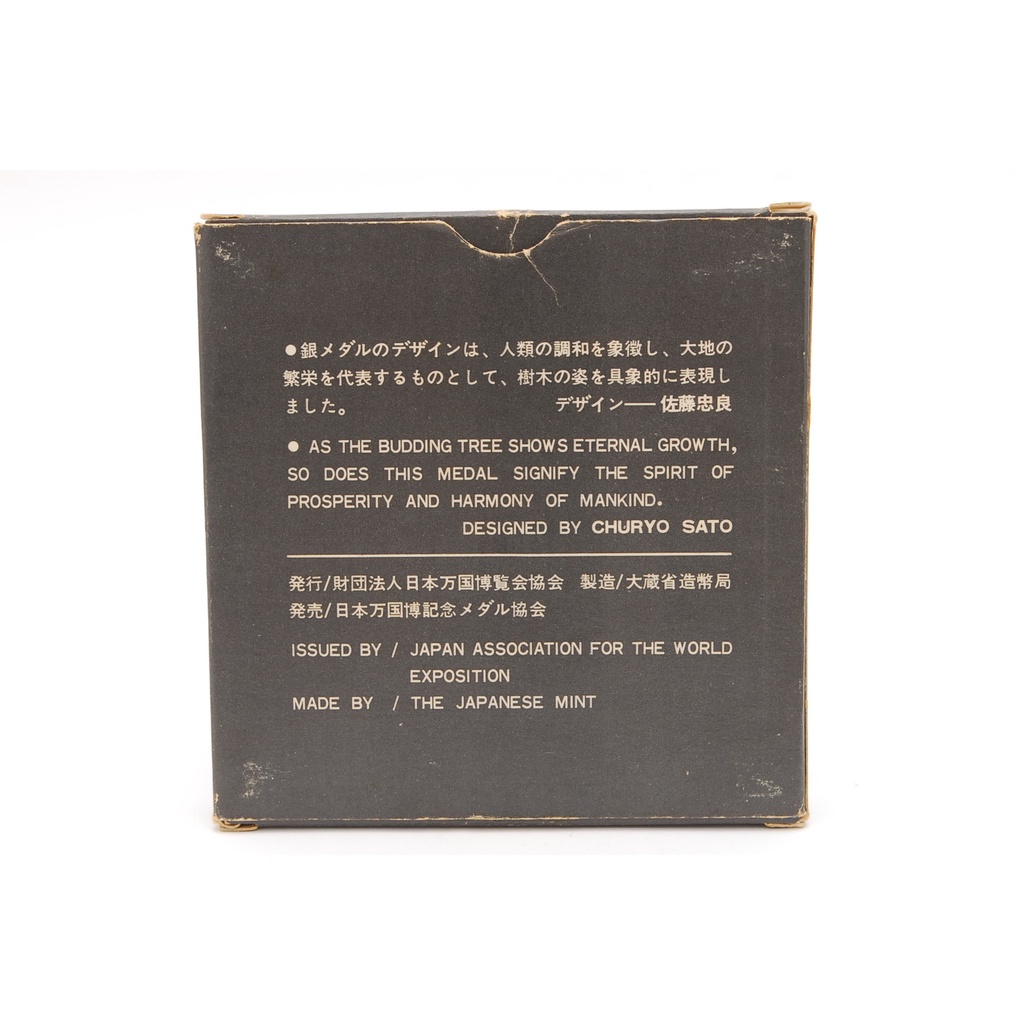 ●銀メダルのデザインは、人類の調和を象徴し、大地の
繁栄を代表するものとして、樹木の姿を具象的に表現し
ました。 デザイン――佐藤忠良
● AS THE BUDDING TREE SHOWS ETERNAL GROWTH,
SO DOES THIS MEDAL SIGNIFY THE SPIRIT OF
PROSPERITY AND HARMONY OF MANKIND.
DESIGNED BY CHURYO SATO
発行/財団法人日本万国博覧会協会 製造/大蔵省造幣局
発売/日本万国博記念メダル協会
ISSUED BY / JAPAN ASSOCIATION FOR THE WORLD
EXPOSITION
MADE BY / THE JAPANESE MINT